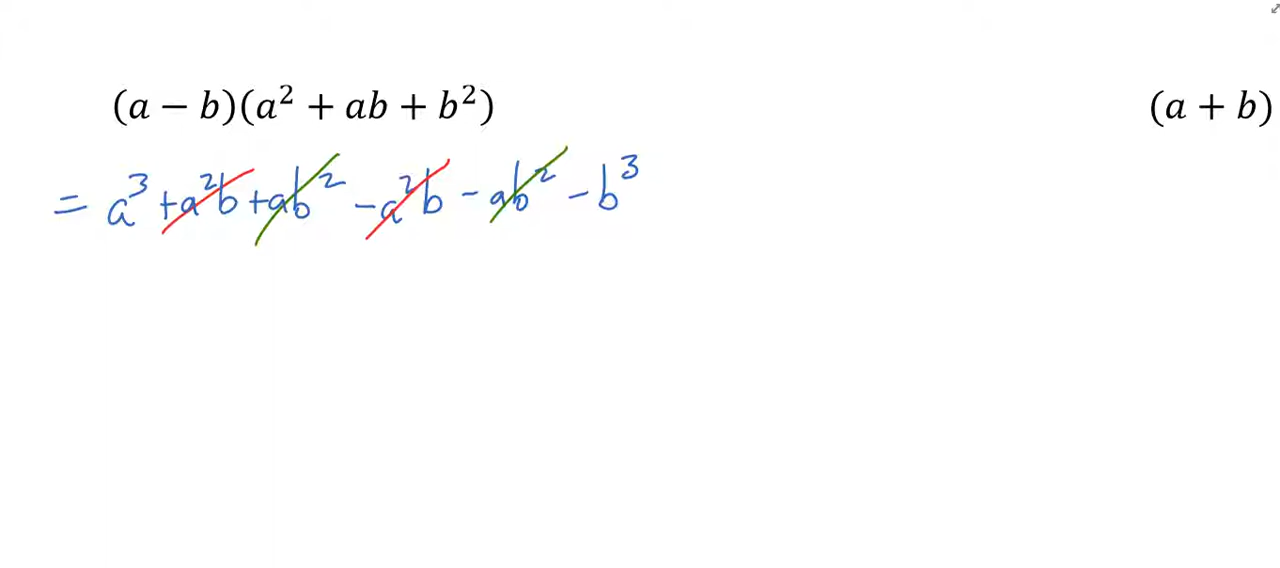 (a − b)(a² + ab + b²) (a + b)
= a³ + a²b + ab² − a²b − ab² − b³